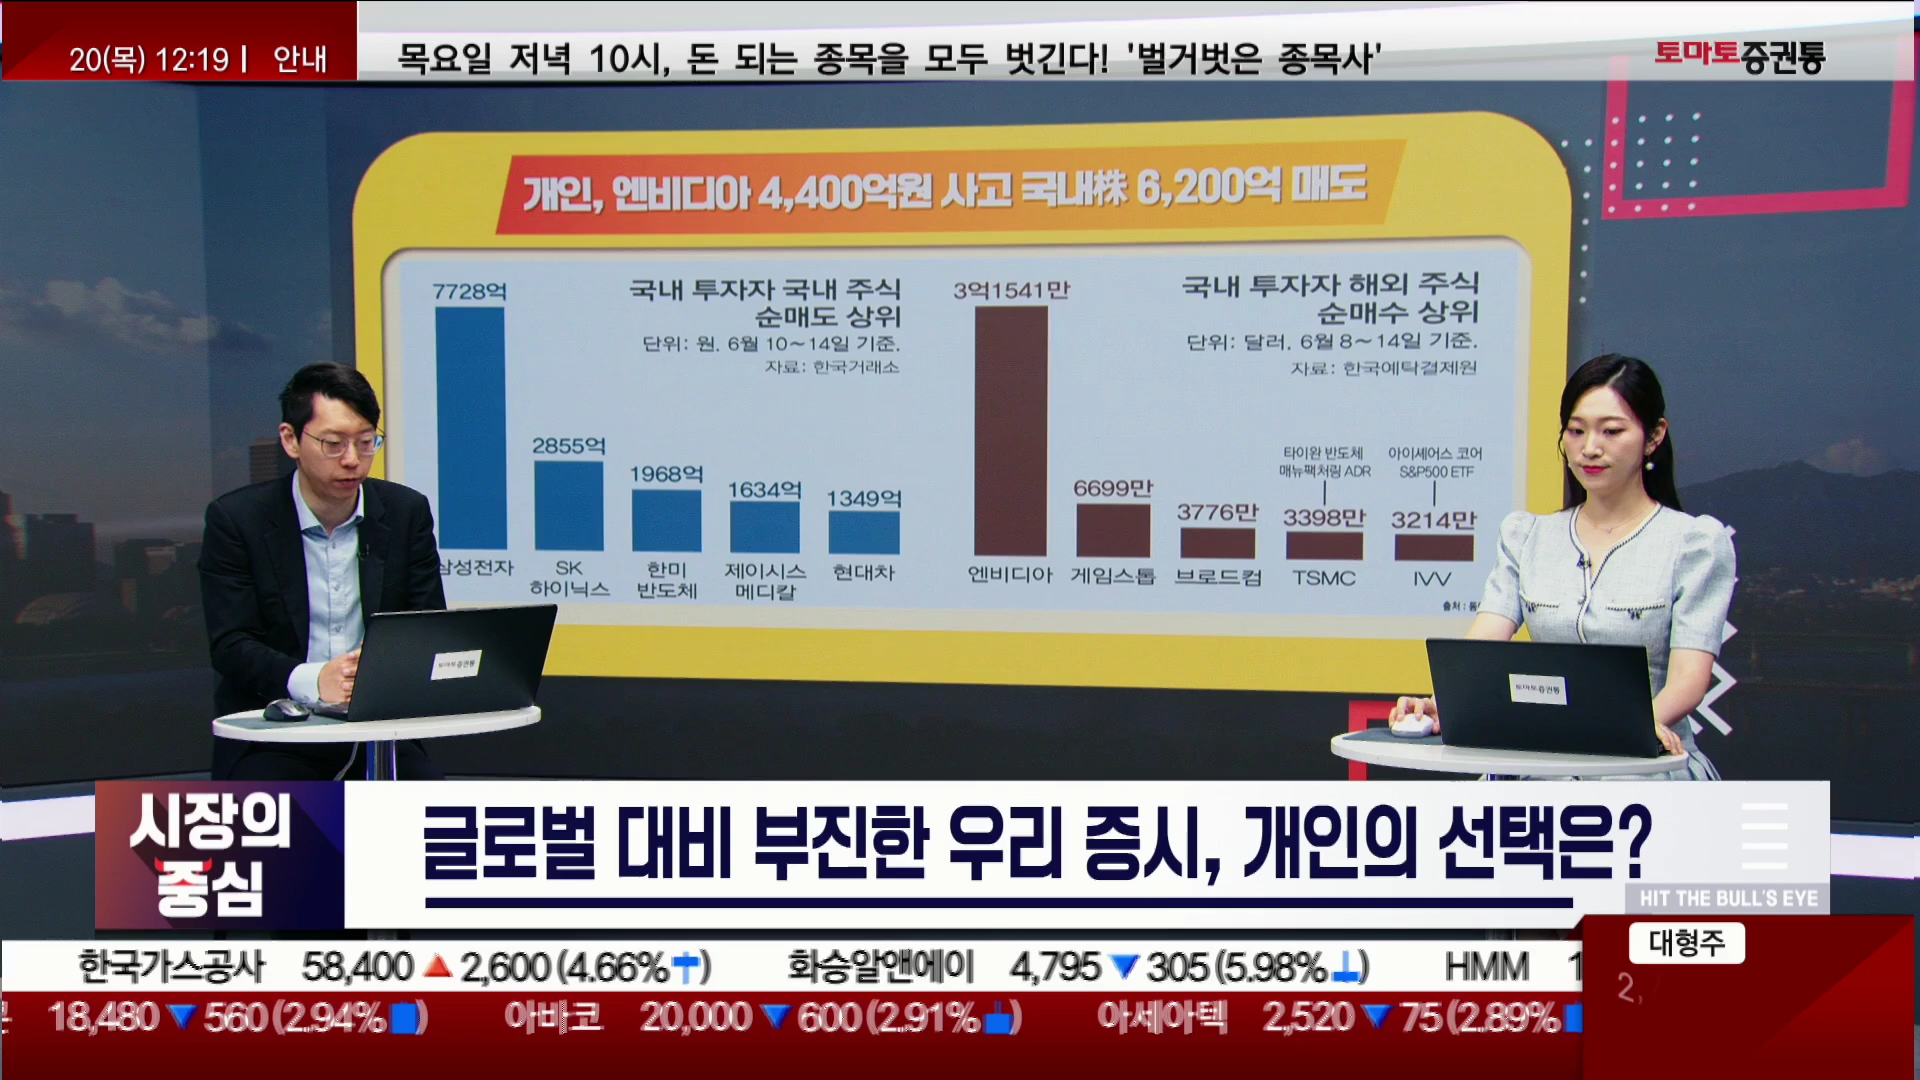 20(목) 12:19 | 안내
목요일 저녁 10시, 돈 되는 종목을 모두 벗긴다! '벌거벗은 종목사'
토마토증권통
개인, 엔비디아 4,400억원 사고 국내株 6,200억 매도
국내 투자자 국내 주식
순매도 상위
단위: 원. 6월 10~14일 기준.
자료: 한국거래소
7728억
2855억
1968억
1634억
1349억
삼성전자
SK
하이닉스
한미
반도체
제이시스
메디칼
현대차
국내 투자자 해외 주식
순매수 상위
단위: 달러. 6월 8~14일 기준.
자료: 한국예탁결제원
3억1541만
6699만
3776만
타이완 반도체
매뉴팩처링 ADR
3398만
아이셰어스 코어
S&P500 ETF
3214만
엔비디아
게임스톱
브로드컴
TSMC
IVV
출처 :
토마토증권통
토마토증권통
시장의
중심
글로벌 대비 부진한 우리 증시, 개인의 선택은?
HIT THE BULL'S EYE
한국가스공사 58,400 ▲ 2,600 (4.66%↑) 화승알앤에이 4,795 ▼ 305 (5.98%↓) HMM 1
대형주
2,
18,480 ▼ 560 (2.94%) 아바코 20,000 ▼ 600 (2.91%) 아세아텍 2,520 ▼ 75 (2.89%